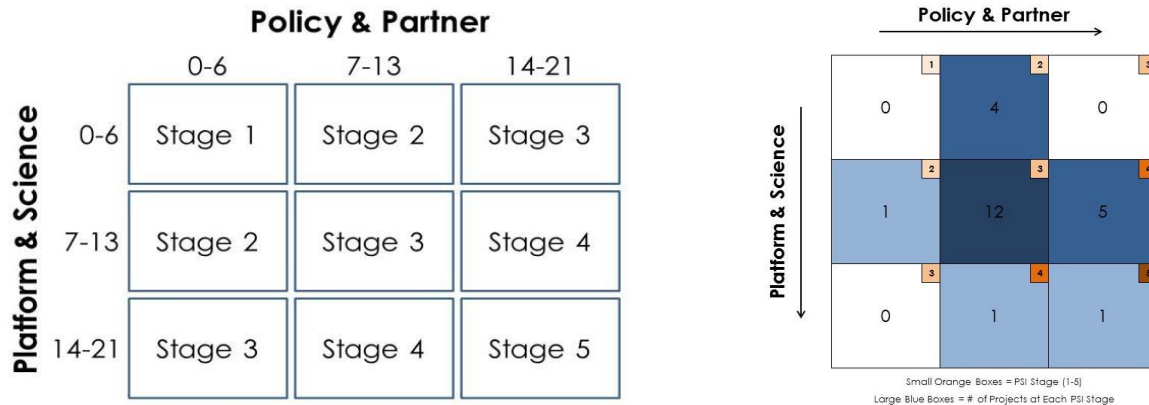 Policy & Partner
0-6 7-13 14-21
Platform & Science
0-6 Stage 1 Stage 2 Stage 3
7-13 Stage 2 Stage 3 Stage 4
14-21 Stage 3 Stage 4 Stage 5
Policy & Partner
Platform & Science
1 2 3
0 4 0
2 3 4
1 12 5
3 4 5
0 1 1
Small Orange Boxes = PSI Stage (1-5)
Large Blue Boxes = # of Projects at Each PSI Stage